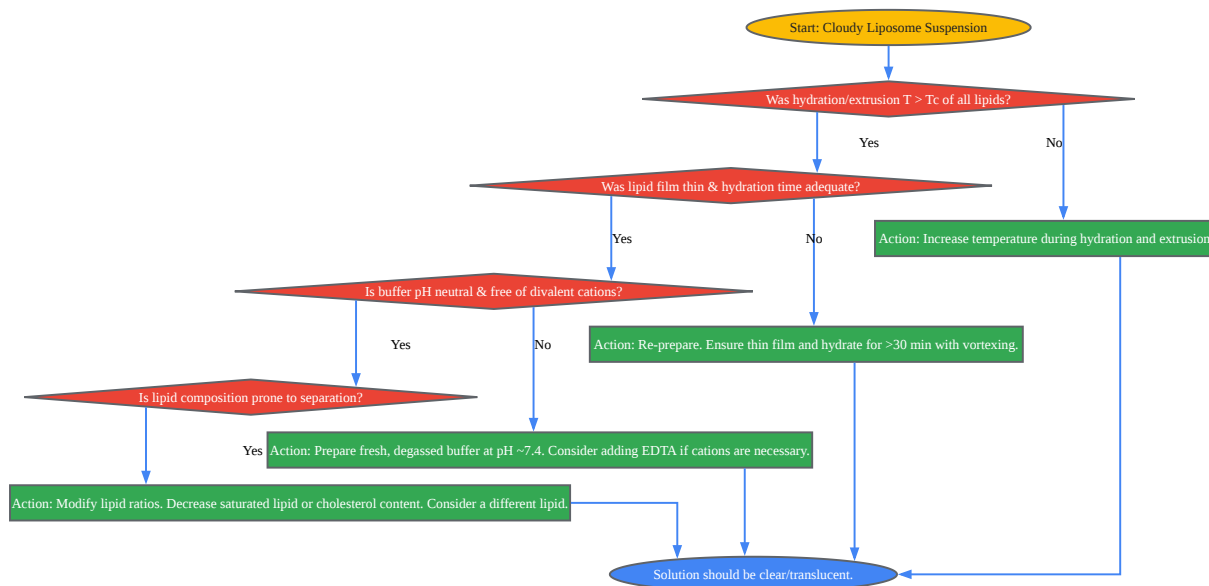 Start: Cloudy Liposome Suspension
Was hydration/extrusion T > Tc of all lipids?
Yes
No
Was lipid film thin & hydration time adequate?
Yes
No
Action: Increase temperature during hydration and extrusion
Is buffer pH neutral & free of divalent cations?
Yes
No
Action: Re-prepare. Ensure thin film and hydrate for >30 min with vortexing.
Is lipid composition prone to separation?
Yes
Action: Prepare fresh, degassed buffer at pH ~7.4. Consider adding EDTA if cations are necessary.
Action: Modify lipid ratios. Decrease saturated lipid or cholesterol content. Consider a different lipid.
Solution should be clear/translucent.